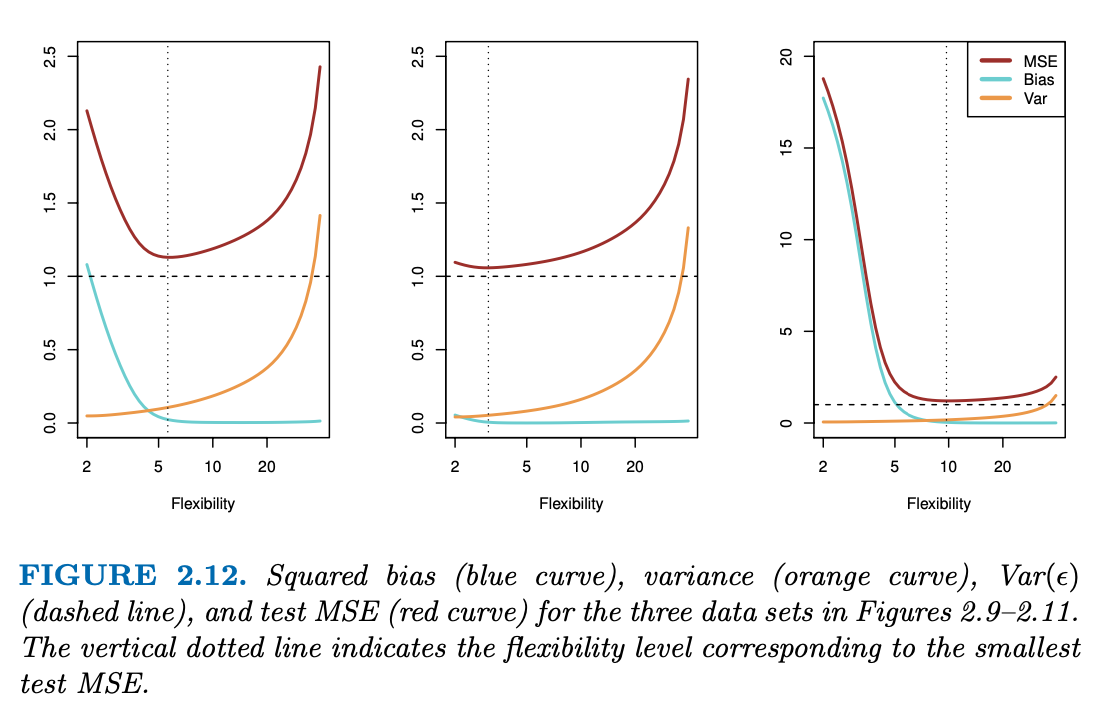 2.5
2.0
1.5
1.0
0.5
0.0
2 5 10 20
Flexibility
2.5
2.0
1.5
1.0
0.5
0.0
2 5 10 20
Flexibility
20
15
10
5
0
2 5 10 20
Flexibility
MSE
Bias
Var
FIGURE 2.12. Squared bias (blue curve), variance (orange curve), Var(ϵ)
(dashed line), and test MSE (red curve) for the three data sets in Figures 2.9–2.11.
The vertical dotted line indicates the flexibility level corresponding to the smallest
test MSE.